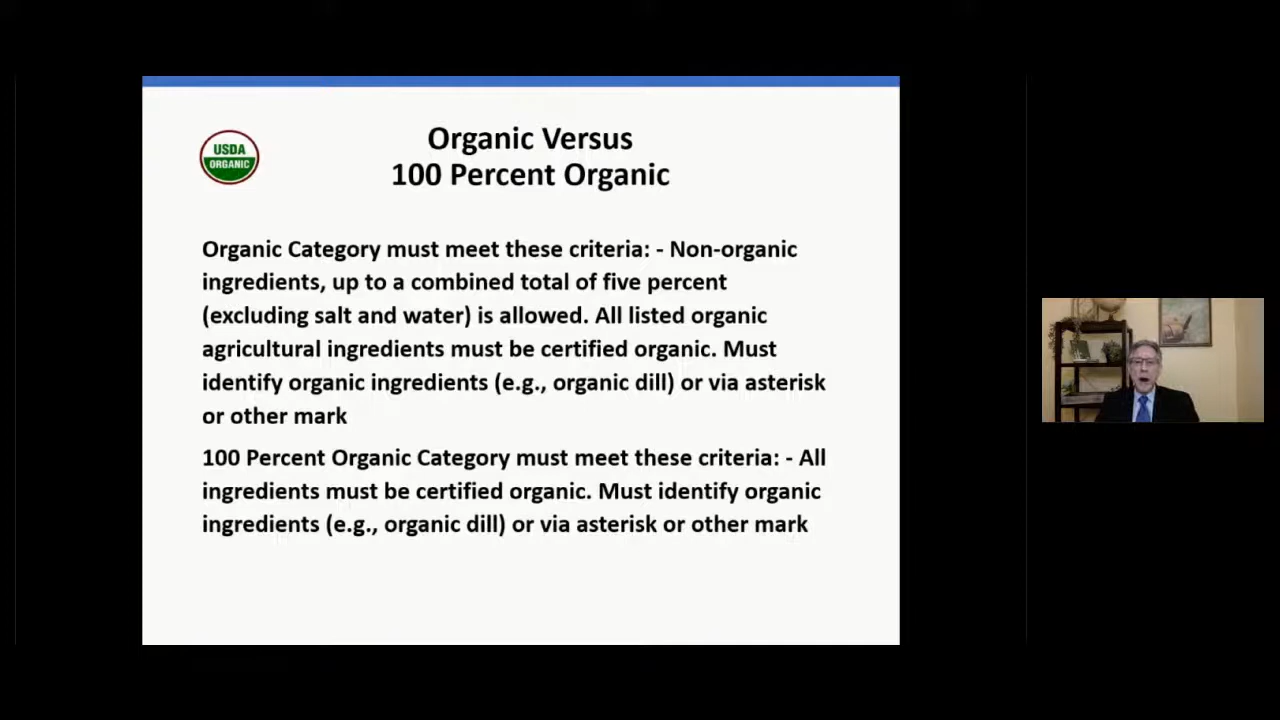 USDA
ORGANIC
Organic Versus
100 Percent Organic
Organic Category must meet these criteria: - Non-organic
ingredients, up to a combined total of five percent
(excluding salt and water) is allowed. All listed organic
agricultural ingredients must be certified organic. Must
identify organic ingredients (e.g., organic dill) or via asterisk
or other mark
100 Percent Organic Category must meet these criteria: - All
ingredients must be certified organic. Must identify organic
ingredients (e.g., organic dill) or via asterisk or other mark